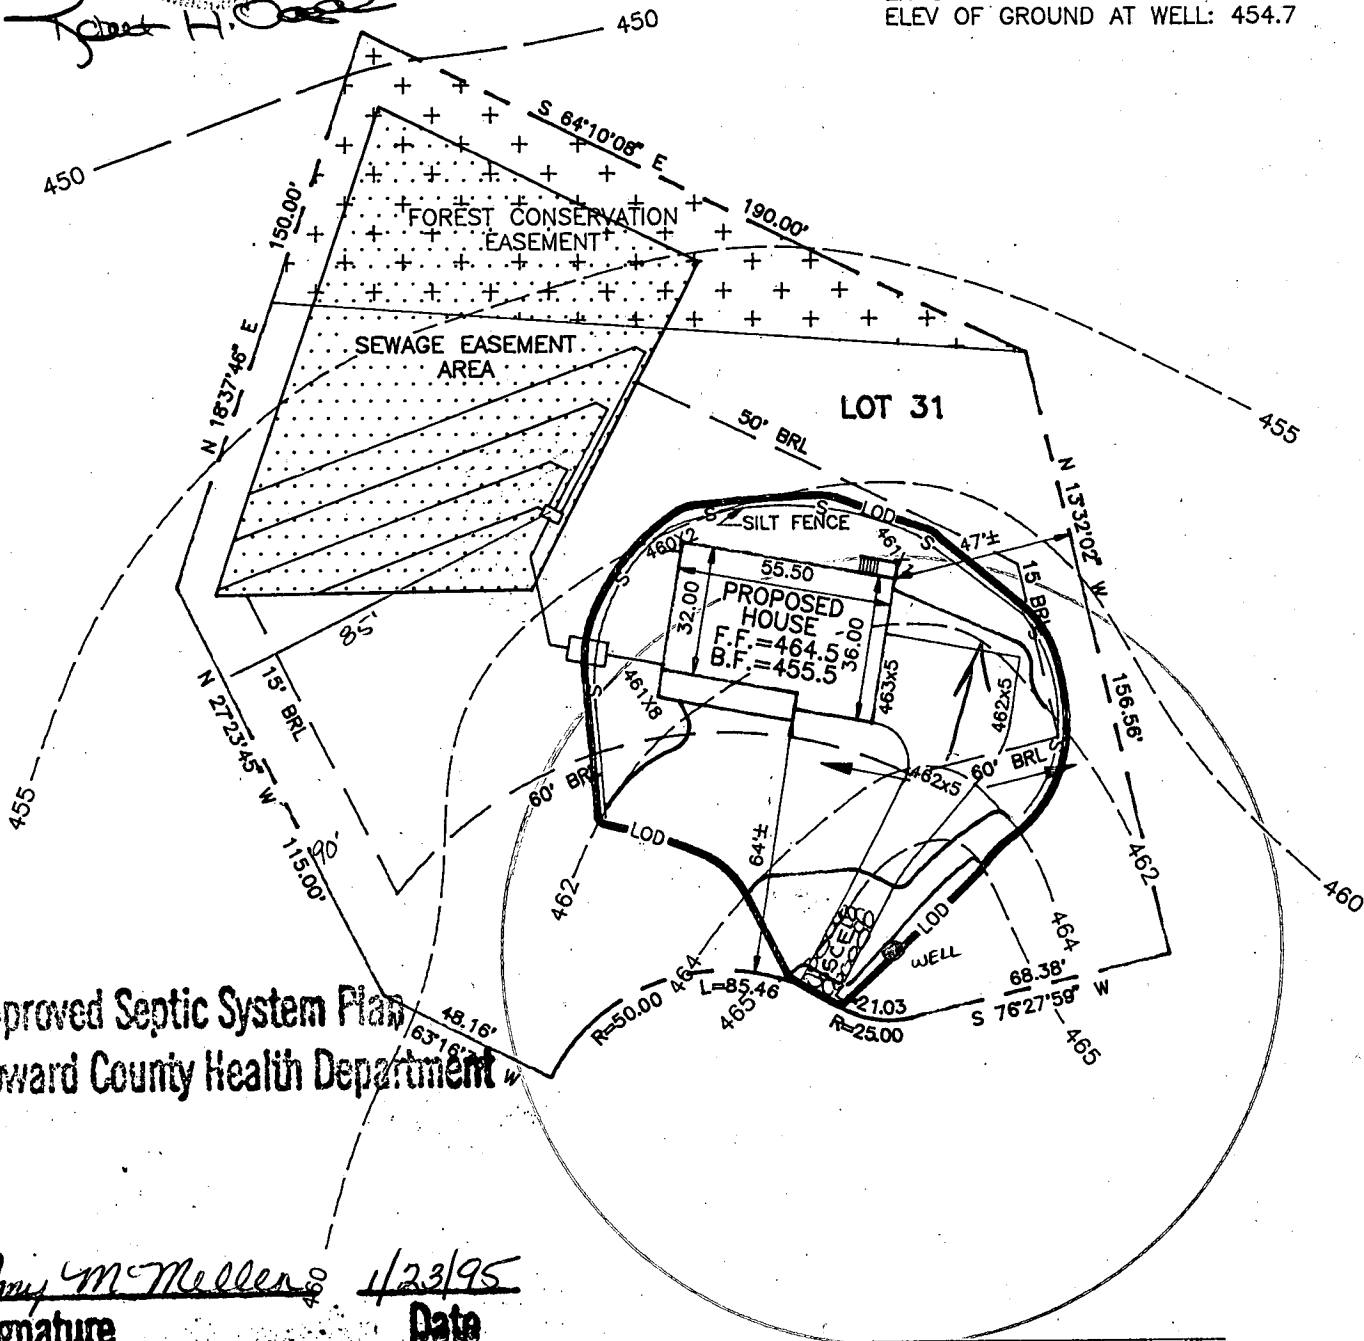 ELEV OF GROUND AT WELL: 454.7
450
450
S 64°10'08" E
190.00'
150.00'
FOREST CONSERVATION
EASEMENT
N 18°37'46" E
SEWAGE EASEMENT
AREA
LOT 31
50' BRL
455
N 13°32'02" W
SILT FENCE
S
S
LOD
S
460X2
47'±
15 BRL
55.50
32.00
PROPOSED
HOUSE
F.F.=464.5
B.F.=455.5
36.00
S
85'
15' BRL
N 27°23'45" W
461X8
463x5
462x5
156.56'
S
S
455
60' BRL
462x5
60' BRL
LOD
64'±
90'
115.00'
462
462
460
SCE
LOD
464
WELL
464
L=85.46
465
R=50.00
21.03
R=25.00
68.38'
S 76°27'59" W
465
48.16'
63°16'
W
proved Septic System Plan
ward County Health Department
McMillen 1/23/95
460
gnature Date